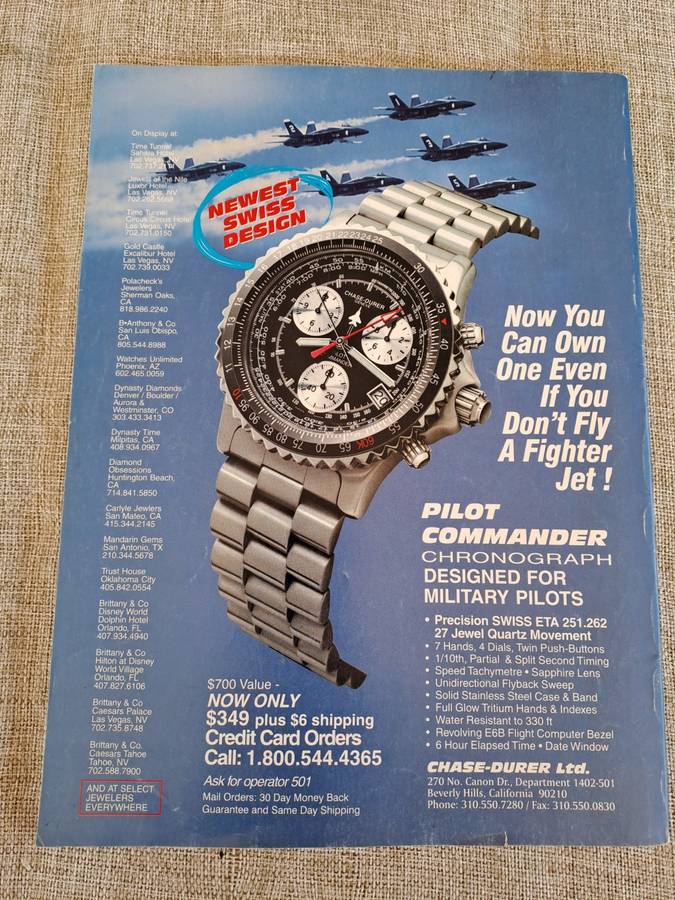 On Display at:
Time Tunnel
Sahara Hotel
Las Vegas, NV
Jewels of the Nile
Luxor Hotel
Las Vegas, NV
Time Tunnel
Circus Circus Hotel
Las Vegas, NV
Gold Castle
Excalibur Hotel
Las Vegas, NV
702.739.0033
Polacheck's
Jewelers
Sherman Oaks,
CA
818.986.2240
B•Anthony & Co
San Luis Obispo,
CA
805.544.8988
Watches Unlimited
Phoenix, AZ
602.465.0059
Dynasty Diamonds
Denver / Boulder /
Aurora &
Westminster, CO
303.433.3413
Dynasty Time
Milpitas, CA
408.934.0967
Diamond
Obsessions
Huntington Beach,
CA
714.841.5850
Carlyle Jewlers
San Mateo, CA
415.344.2145
Mandarin Gems
San Antonio, TX
210.344.5678
Trust House
Oklahoma City
405.842.0554
Brittany & Co
Disney World
Dolphin Hotel
Orlando, FL
407.934.4940
Brittany & Co
Hilton at Disney
World Village
Orlando, FL
407.827.6106
Brittany & Co
Caesars Palace
Las Vegas, NV
702.735.8748
Brittany & Co.
Caesars Tahoe
Tahoe, NV
702.588.7900
AND AT SELECT
JEWELERS
EVERYWHERE
NEWEST
SWISS
DESIGN
CHASE-DURER
Now You
Can Own
One Even
If You
Don't Fly
A Fighter
Jet !
PILOT
COMMANDER
CHRONOGRAPH
DESIGNED FOR
MILITARY PILOTS
• Precision SWISS ETA 251.262
27 Jewel Quartz Movement
• 7 Hands, 4 Dials, Twin Push-Buttons
• 1/10th, Partial & Split Second Timing
• Speed Tachymetre • Sapphire Lens
• Unidirectional Flyback Sweep
• Solid Stainless Steel Case & Band
• Full Glow Tritium Hands & Indexes
• Water Resistant to 330 ft
• Revolving E6B Flight Computer Bezel
• 6 Hour Elapsed Time • Date Window
$700 Value -
NOW ONLY
$349 plus $6 shipping
Credit Card Orders
Call: 1.800.544.4365
Ask for operator 501
Mail Orders: 30 Day Money Back
Guarantee and Same Day Shipping
CHASE-DURER Ltd.
270 No. Canon Dr., Department 1402-501
Beverly Hills, California 90210
Phone: 310.550.7280 / Fax: 310.550.0830